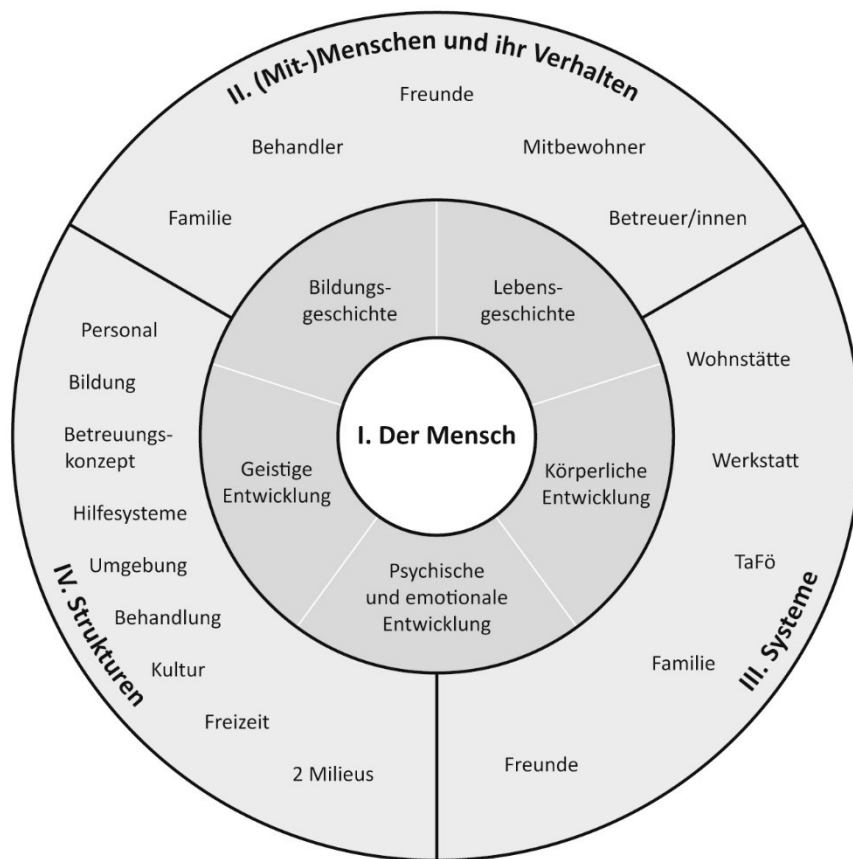 II. (Mit-)Menschen und ihr Verhalten
Freunde
Behandler
Mitbewohner
Familie
Betreuer/innen
Bildungs-
geschichte
Lebens-
geschichte
I. Der Mensch
Geistige
Entwicklung
Körperliche
Entwicklung
Psychische
und emotionale
Entwicklung
Wohnstätte
Werkstatt
TaFö
Familie
Freunde
III. Systeme
Personal
Bildung
Betreuungs-
konzept
Hilfesysteme
Umgebung
Behandlung
Kultur
Freizeit
2 Milieus
IV. Strukturen